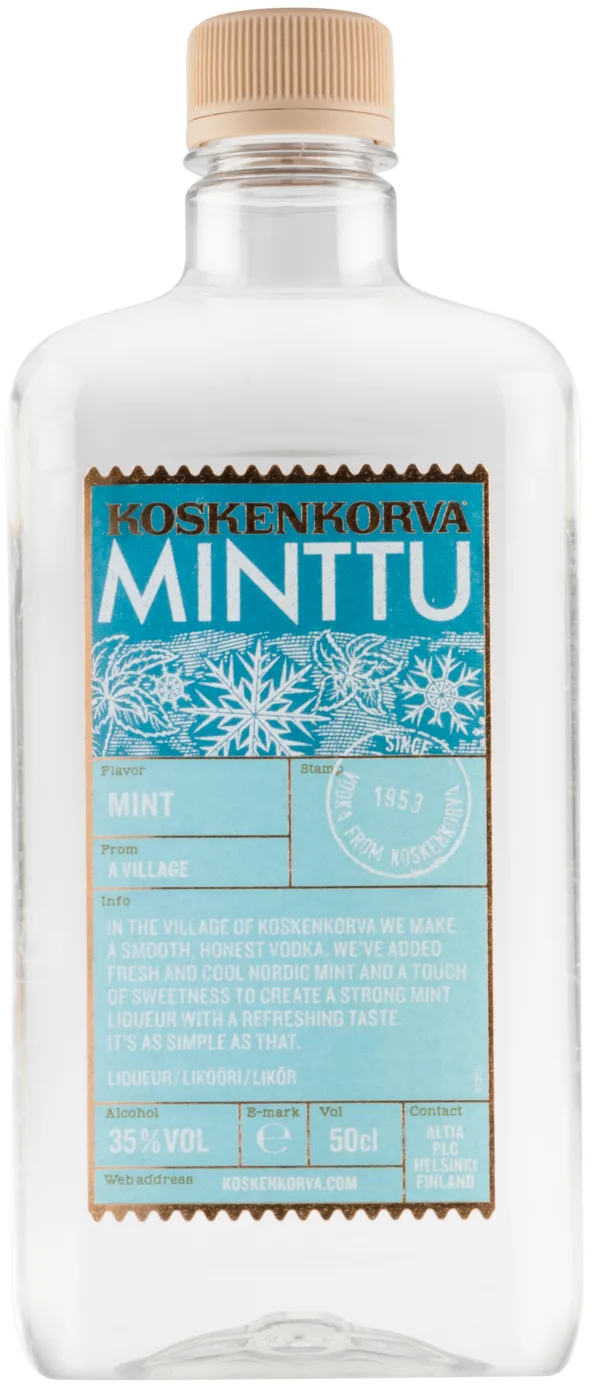 KOSKENKORVA
MINTTU
Flavor
MINT
Stamp
SINCE
1953
VODKA FROM KOSKENKORVA
From
A VILLAGE
Info
IN THE VILLAGE OF KOSKENKORVA WE MAKE
A SMOOTH, HONEST VODKA. WE'VE ADDED
FRESH AND COOL NORDIC MINT AND A TOUCH
OF SWEETNESS TO CREATE A STRONG MINT
LIQUEUR WITH A REFRESHING TASTE.
IT'S AS SIMPLE AS THAT.
LIQUEUR/LIKÖÖRI/LIKÖR
Alcohol
35%VOL
E-mark
℮
Vol
50cl
Contact
ALTIA
PLC
HELSINKI
FINLAND
Web address
KOSKENKORVA.COM